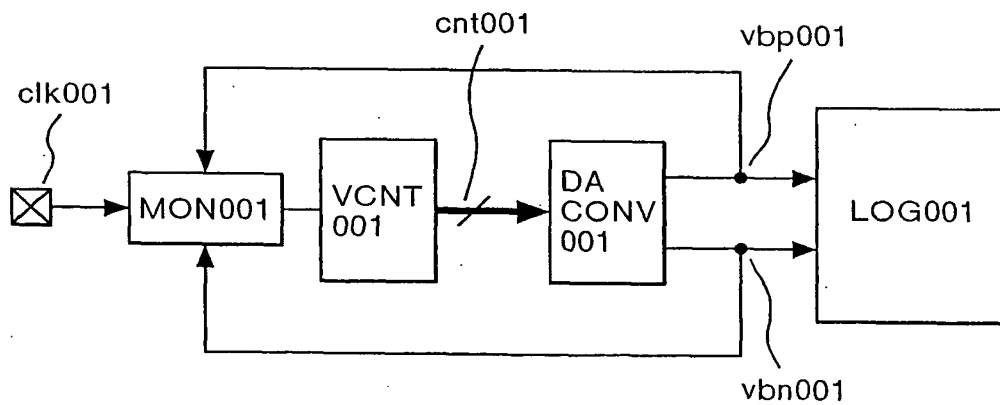 cnt001
vbp001
clk001
MON001
VCNT
001
DA
CONV
001
LOG001
vbn001